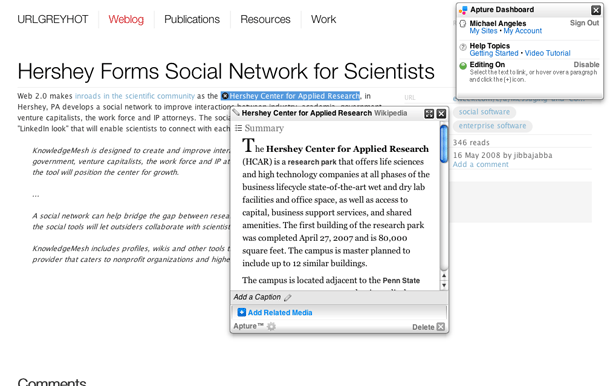 URLGREYHOT Weblog Publications Resources Work
Hershey Forms Social Network for Scientists
Web 2.0 makes inroads in the scientific community as the Hershey Center for Applied Research, in
Hershey, PA develops a social network to improve interactions between industry, academia, government,
venture capitalists, the work force and IP attorneys. The soci
"LinkedIn look" that will enable scientists to connect with each
KnowledgeMesh is designed to create and improve inter
government, venture capitalists, the work force and IP at
the tool will position the center for growth.
...
A social network can help bridge the gap between resea
the social tools will let outsiders collaborate with scientist
KnowledgeMesh includes profiles, wikis and other tools t
provider that caters to nonprofit organizations and highe
URL
Hershey Center for Applied Research Wikipedia
Summary
The Hershey Center for Applied Research
(HCAR) is a research park that offers life sciences
and high technology companies at all phases of the
business lifecycle state-of-the-art wet and dry lab
facilities and office space, as well as access to
capital, business support services, and shared
amenities. The first building of the research park
was completed April 27, 2007 and is 80,000
square feet. The campus is master planned to
include up to 12 similar buildings.
The campus is located adjacent to the Penn State
Add a Caption
Add Related Media
Apture™ Delete
Apture Dashboard
Michael Angeles Sign Out
My Sites • My Account
Help Topics
Getting Started • Video Tutorial
Editing On Disable
Select the text to link, or hover over a paragraph
and click the [+] icon.
social software
enterprise software
346 reads
16 May 2008 by jibbajabba
Add a comment
Comments